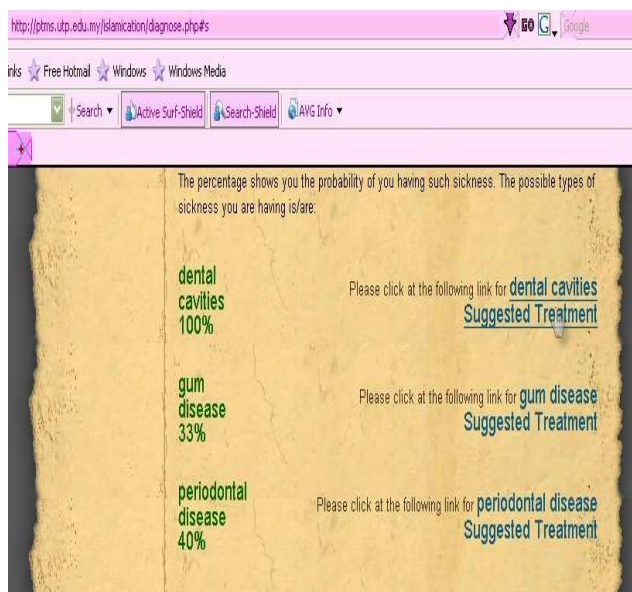 http://ptms.utp.edu.my/islamication/diagnose.php#s
GO G Google
inks Free Hotmail Windows Windows Media
Search Active Surf-Shield Search-Shield AVG Info
The percentage shows you the probability of you having such sickness. The possible types of
sickness you are having is/are:
dental
cavities
100%
Please click at the following link for dental cavities
Suggested Treatment
gum
disease
33%
Please click at the following link for gum disease
Suggested Treatment
periodontal
disease
40%
Please click at the following link for periodontal disease
Suggested Treatment